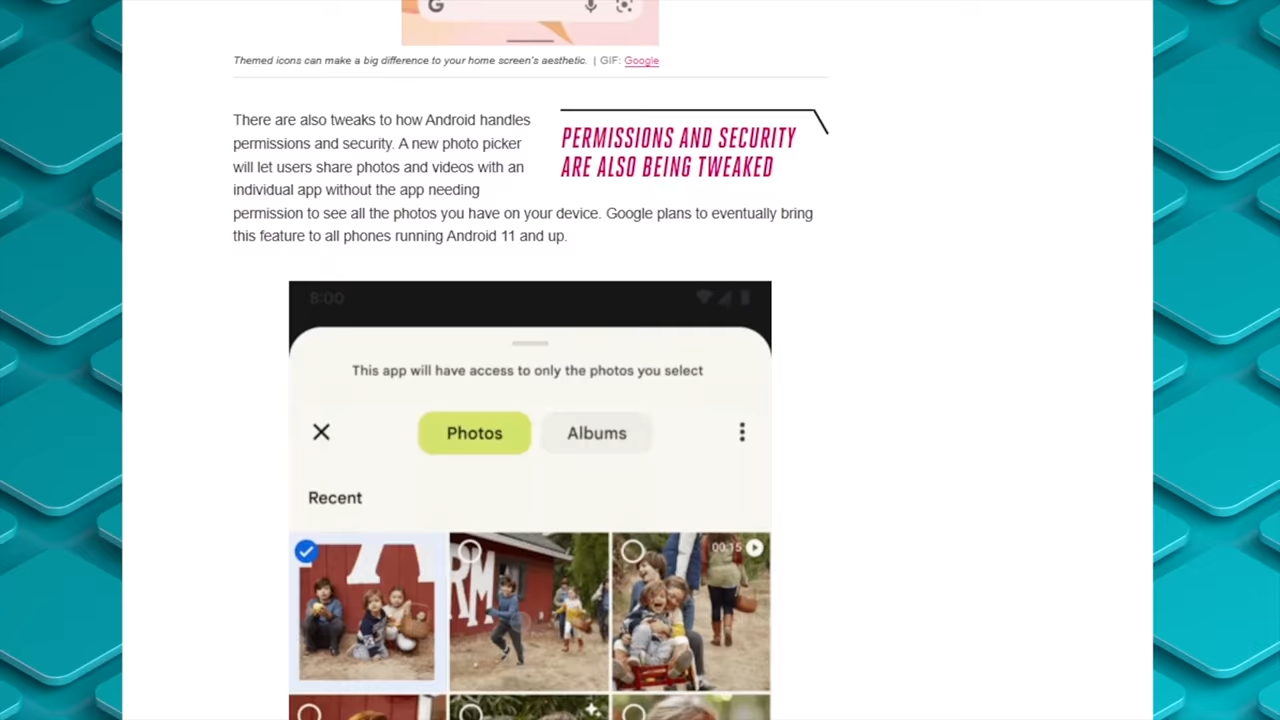 Themed icons can make a big difference to your home screen's aesthetic. | GIF: Google
There are also tweaks to how Android handles
permissions and security. A new photo picker
will let users share photos and videos with an
individual app without the app needing
permission to see all the photos you have on your device. Google plans to eventually bring
this feature to all phones running Android 11 and up.
PERMISSIONS AND SECURITY
ARE ALSO BEING TWEAKED
8:00
This app will have access to only the photos you select
Photos
Albums
Recent
A
RM
00:15